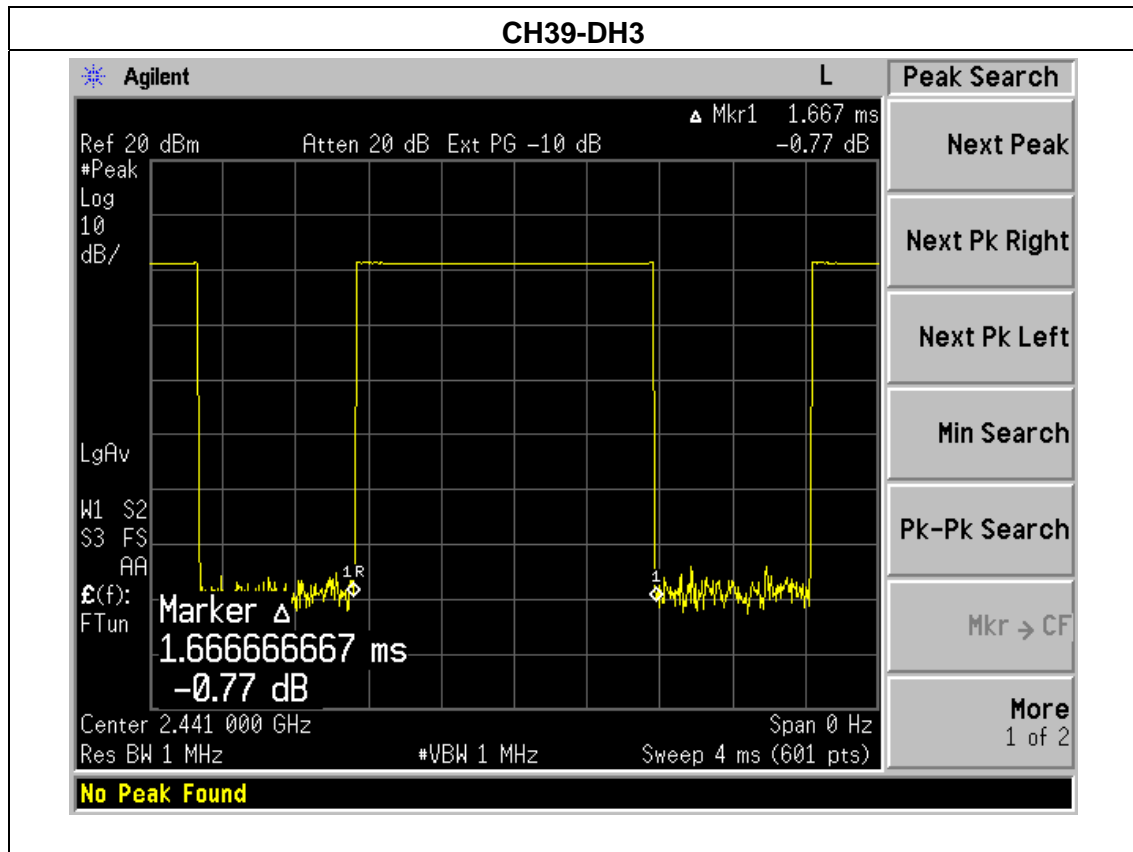 CH39-DH3
Agilent L Peak Search
Δ Mkr1 1.667 ms
Ref 20 dBm Atten 20 dB Ext PG -10 dB -0.77 dB
#Peak
Log
10
dB/
LgAv
W1 S2
S3 FS
AA
£(f):
FTun
1R
1
Marker Δ
1.666666667 ms
-0.77 dB
Center 2.441 000 GHz Span 0 Hz
Res BW 1 MHz #VBW 1 MHz Sweep 4 ms (601 pts)
No Peak Found
Next Peak
Next Pk Right
Next Pk Left
Min Search
Pk-Pk Search
Mkr → CF
More
1 of 2